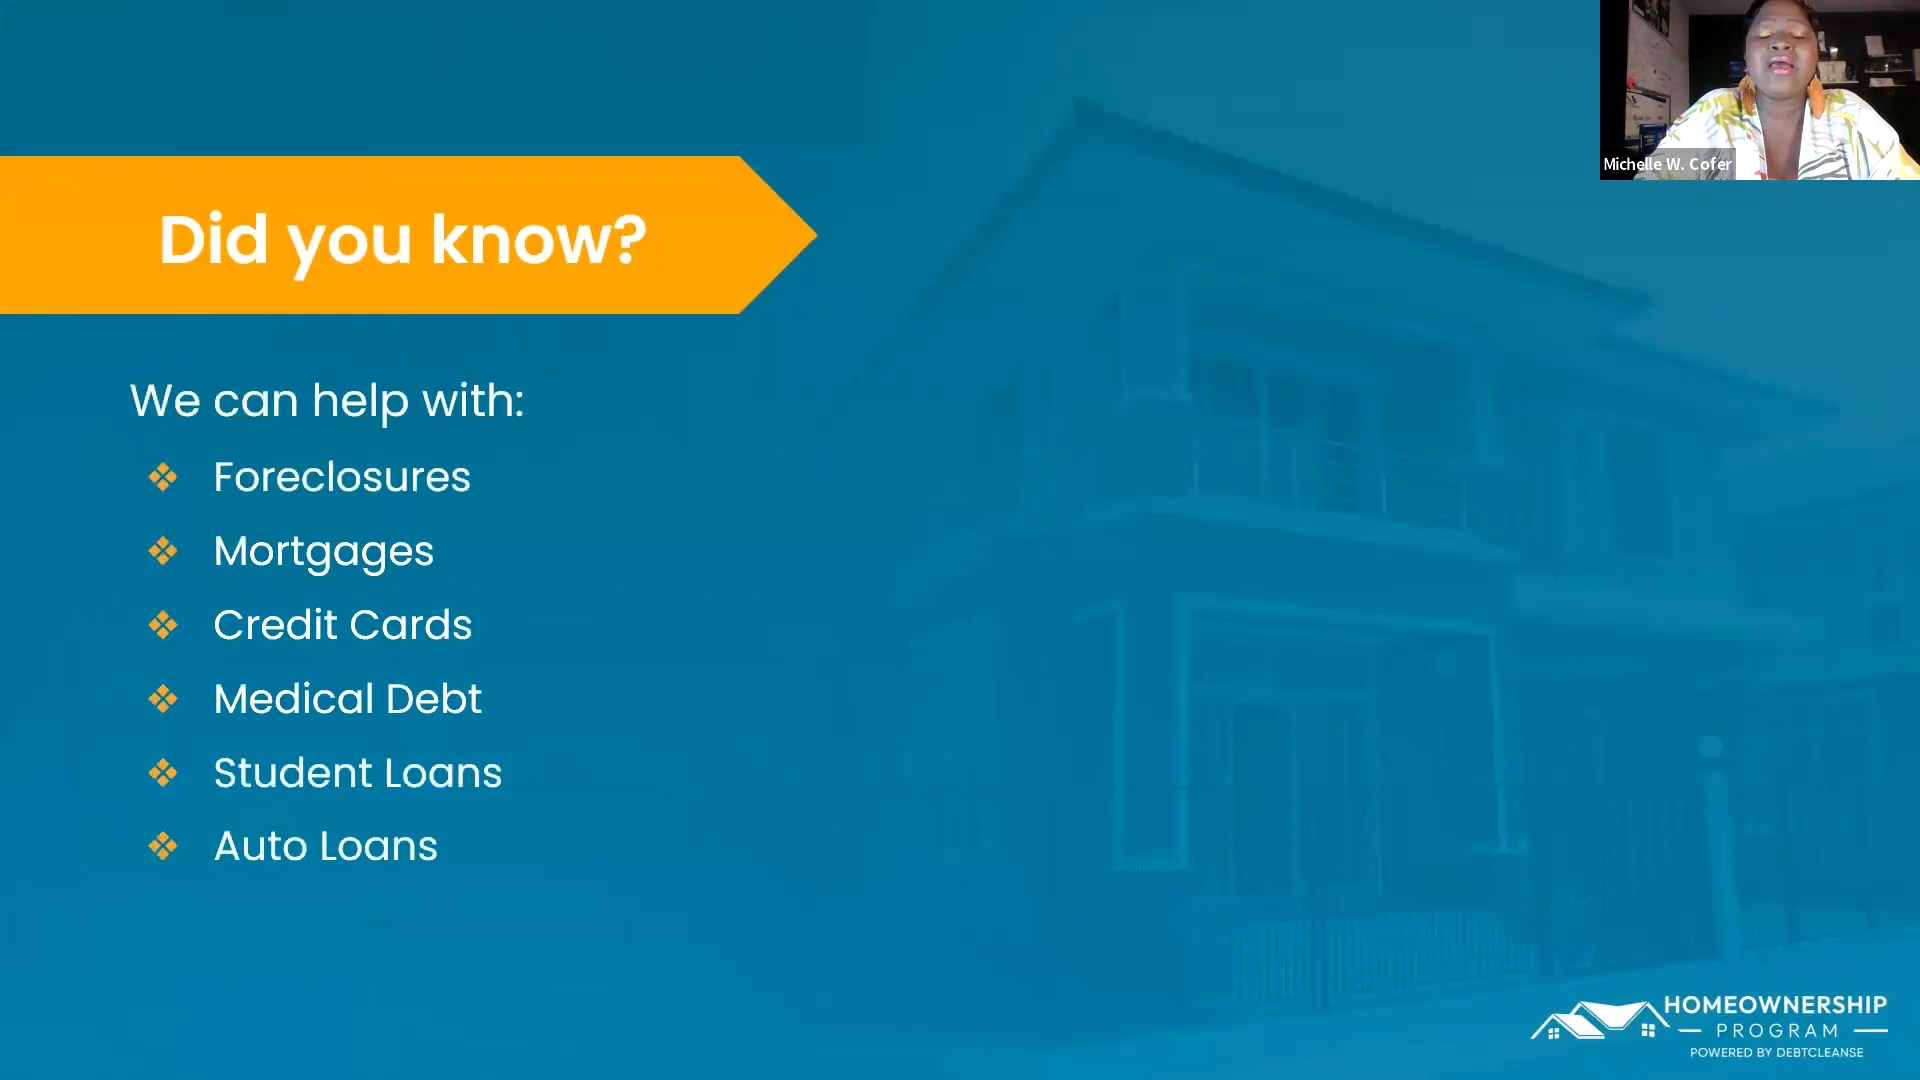 Michelle W. Cofer
Did you know?
We can help with:
❖ Foreclosures
❖ Mortgages
❖ Credit Cards
❖ Medical Debt
❖ Student Loans
❖ Auto Loans
HOMEOWNERSHIP
PROGRAM
POWERED BY DEBTCLEANSE